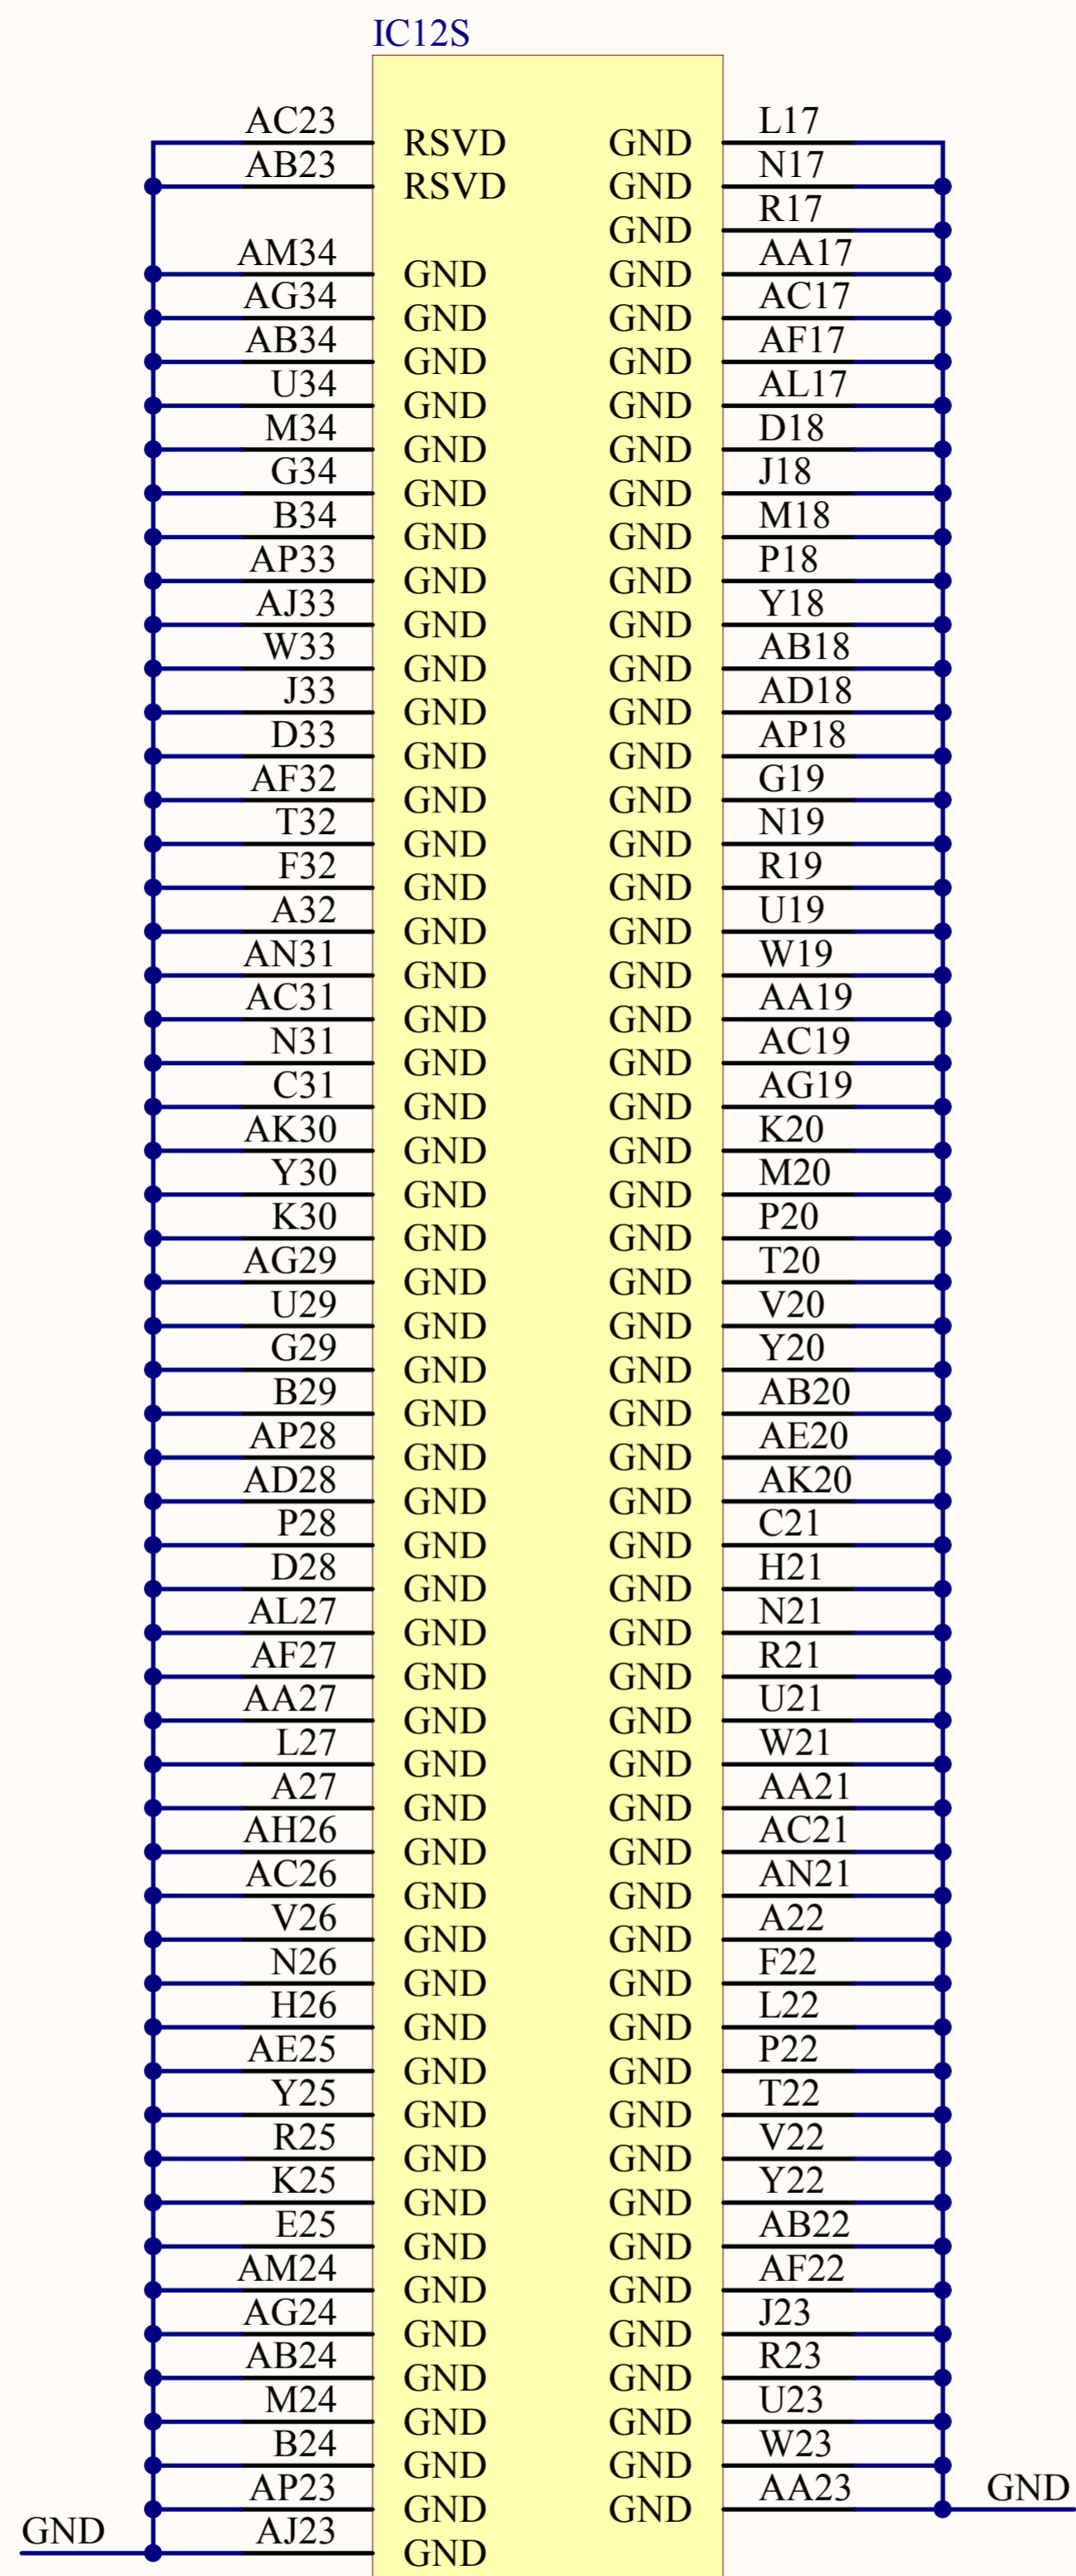 IC12S
AC23 RSVD GND L17
AB23 RSVD GND N17
GND R17
AM34 GND GND AA17
AG34 GND GND AC17
AB34 GND GND AF17
U34 GND GND AL17
M34 GND GND D18
G34 GND GND J18
B34 GND GND M18
AP33 GND GND P18
AJ33 GND GND Y18
W33 GND GND AB18
J33 GND GND AD18
D33 GND GND AP18
AF32 GND GND G19
T32 GND GND N19
F32 GND GND R19
A32 GND GND U19
AN31 GND GND W19
AC31 GND GND AA19
N31 GND GND AC19
C31 GND GND AG19
AK30 GND GND K20
Y30 GND GND M20
K30 GND GND P20
AG29 GND GND T20
U29 GND GND V20
G29 GND GND Y20
B29 GND GND AB20
AP28 GND GND AE20
AD28 GND GND AK20
P28 GND GND C21
D28 GND GND H21
AL27 GND GND N21
AF27 GND GND R21
AA27 GND GND U21
L27 GND GND W21
A27 GND GND AA21
AH26 GND GND AC21
AC26 GND GND AN21
V26 GND GND A22
N26 GND GND F22
H26 GND GND L22
AE25 GND GND P22
Y25 GND GND T22
R25 GND GND V22
K25 GND GND Y22
E25 GND GND AB22
AM24 GND GND AF22
AG24 GND GND J23
AB24 GND GND R23
M24 GND GND U23
B24 GND GND W23
AP23 GND GND AA23 GND
GND AJ23 GND